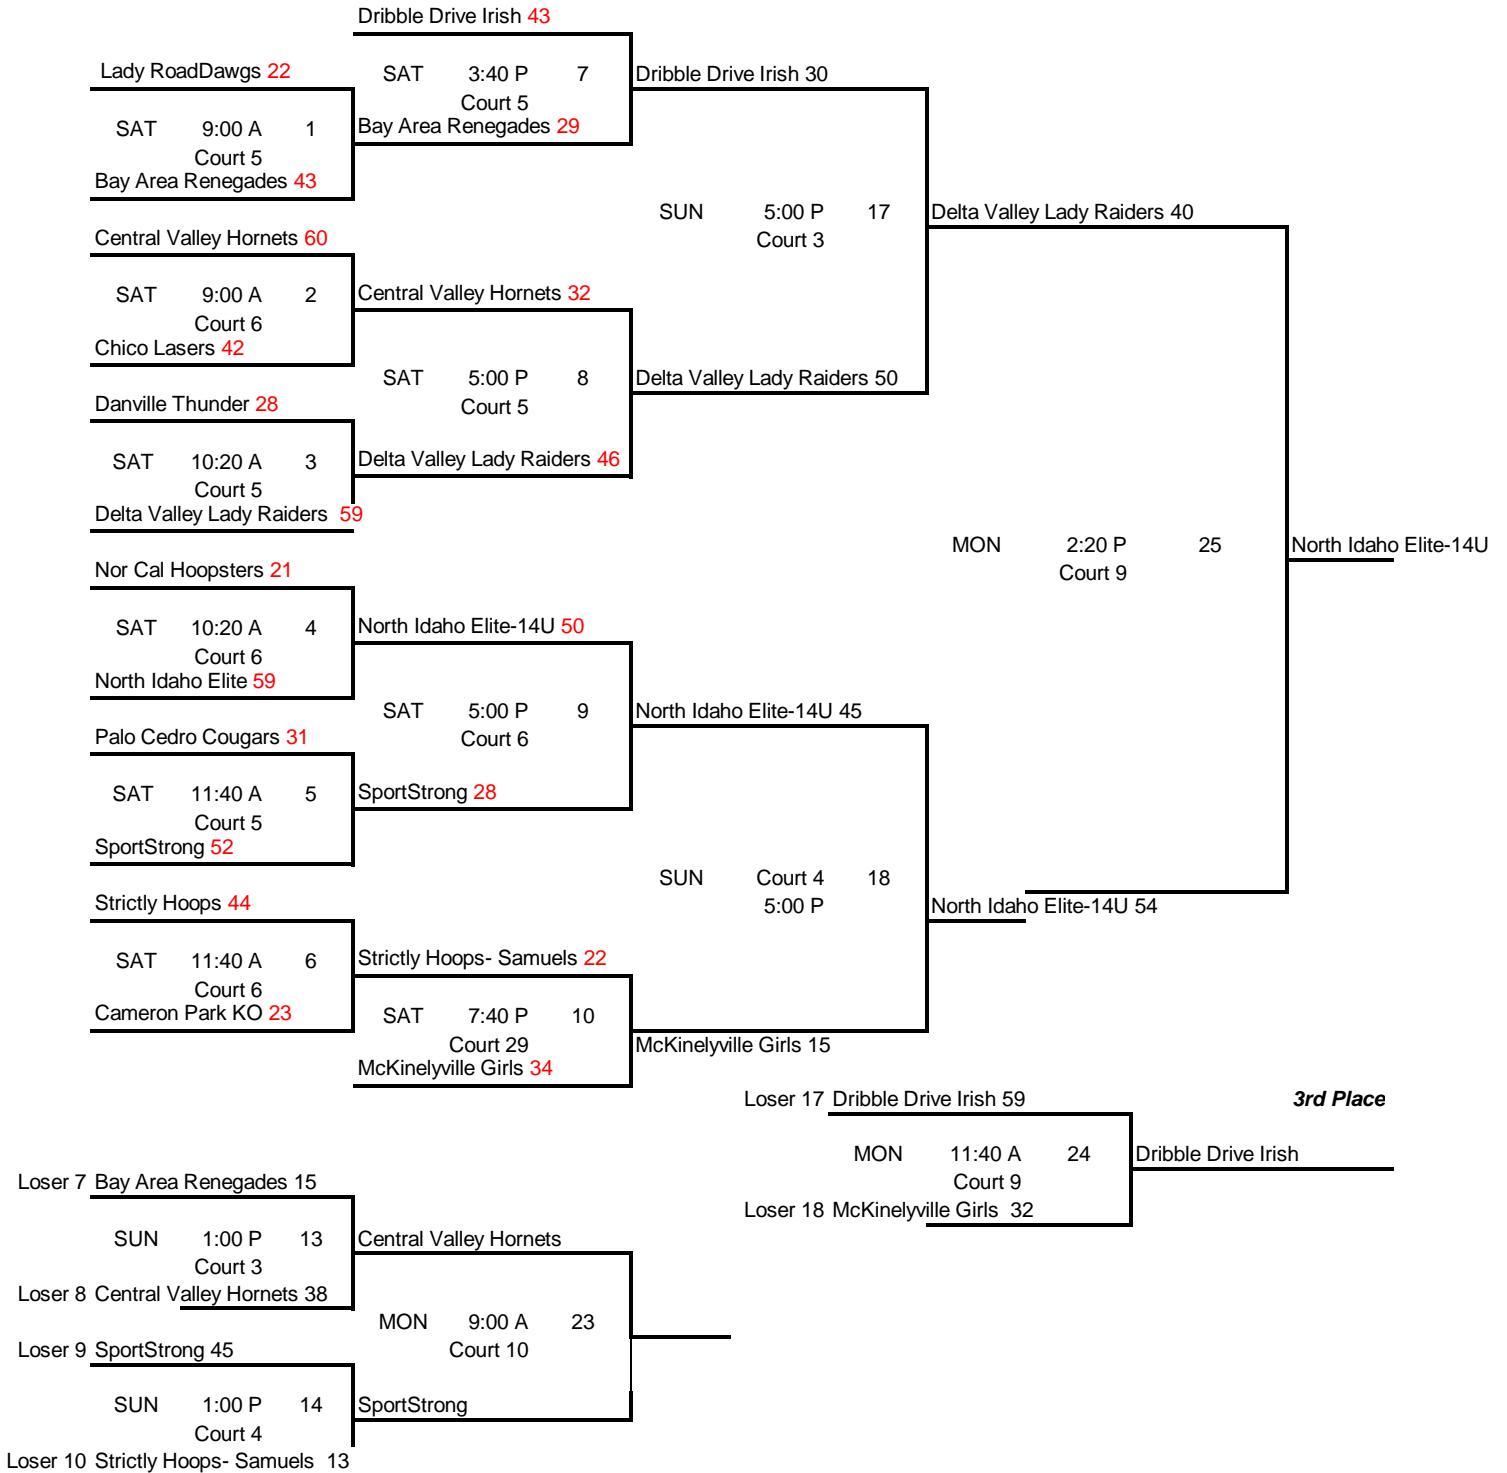 Dribble Drive Irish 43
Lady RoadDawgs 22
SAT 3:40 P 7
Dribble Drive Irish 30
Court 5
SAT 9:00 A 1
Bay Area Renegades 29
Court 5
Bay Area Renegades 43
SUN 5:00 P 17
Delta Valley Lady Raiders 40
Court 3
Central Valley Hornets 60
SAT 9:00 A 2
Central Valley Hornets 32
Court 6
Chico Lasers 42
SAT 5:00 P 8
Delta Valley Lady Raiders 50
Court 5
Danville Thunder 28
SAT 10:20 A 3
Delta Valley Lady Raiders 46
Court 5
Delta Valley Lady Raiders 59
MON 2:20 P 25
North Idaho Elite-14U
Court 9
Nor Cal Hoopsters 21
SAT 10:20 A 4
North Idaho Elite-14U 50
Court 6
North Idaho Elite 59
SAT 5:00 P 9
North Idaho Elite-14U 45
Court 6
Palo Cedro Cougars 31
SAT 11:40 A 5
SportStrong 28
Court 5
SportStrong 52
SUN Court 4 18
5:00 P
North Idaho Elite-14U 54
Strictly Hoops 44
SAT 11:40 A 6
Strictly Hoops- Samuels 22
Court 6
Cameron Park KO 23
SAT 7:40 P 10
Court 29
McKinelyville Girls 15
McKinelyville Girls 34
Loser 17 Dribble Drive Irish 59
3rd Place
MON 11:40 A 24
Dribble Drive Irish
Court 9
Loser 18 McKinelyville Girls 32
Loser 7 Bay Area Renegades 15
SUN 1:00 P 13
Central Valley Hornets
Court 3
Loser 8 Central Valley Hornets 38
MON 9:00 A 23
Court 10
Loser 9 SportStrong 45
SUN 1:00 P 14
SportStrong
Court 4
Loser 10 Strictly Hoops- Samuels 13